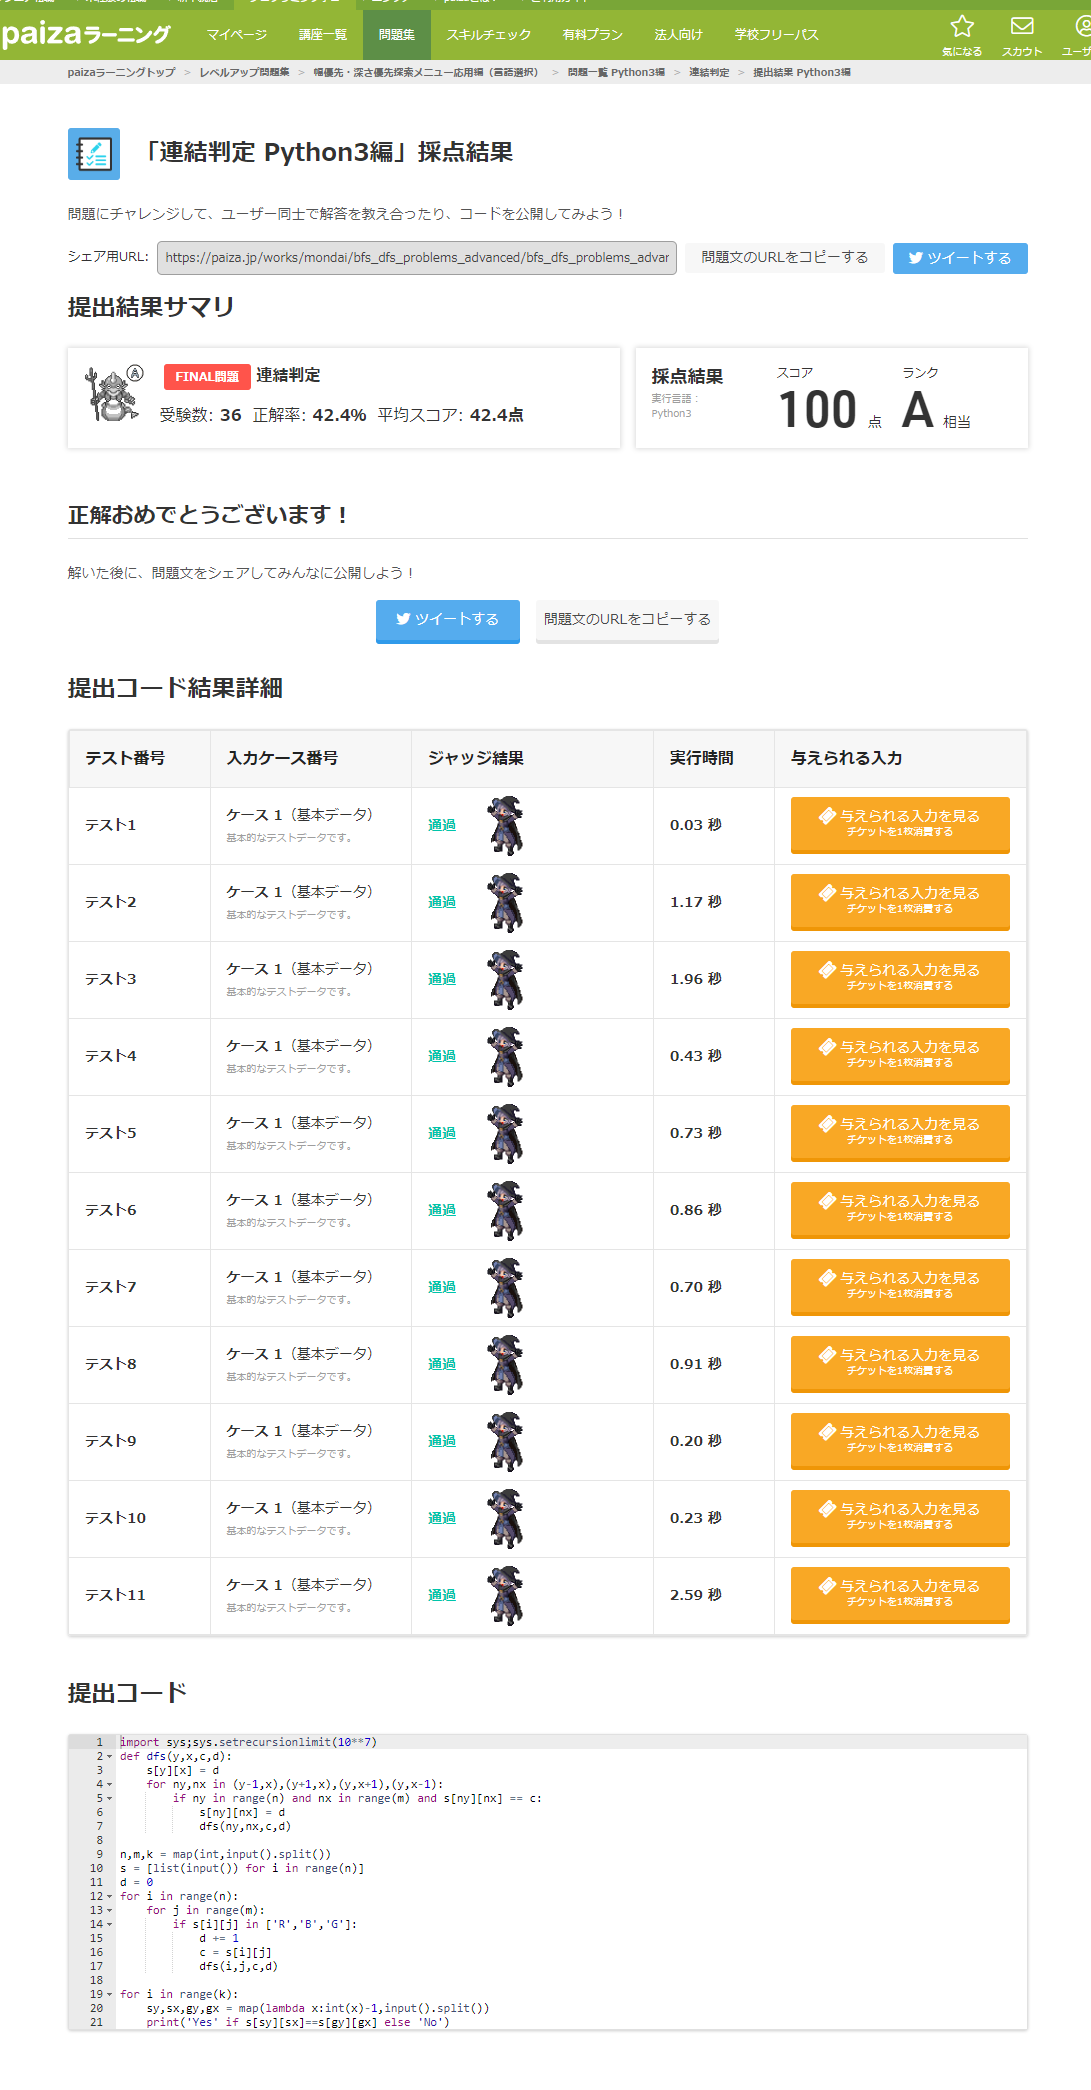 paizaラーニング
マイページ
講座一覧
問題集
スキルチェック
有料プラン
法人向け
学校フリーパス
気になる
スカウト
paizaラーニングトップ > レベルアップ問題集 > 幅優先・深さ優先探索メニュー応用編（言語選択） > 問題一覧 Python3編 > 連結判定 > 提出結果 Python3編
「連結判定 Python3編」採点結果
問題にチャレンジして、ユーザー同士で解答を教え合ったり、コードを公開してみよう！
シェア用URL: https://paiza.jp/works/mondai/bfs_dfs_problems_advanced/bfs_dfs_problems_advar 問題文のURLをコピーする ツイートする
提出結果サマリ
FINAL問題 連結判定
受験数: 36 正解率: 42.4% 平均スコア: 42.4点
A
採点結果
実行言語：
Python3
スコア
100 点
ランク
A 相当
正解おめでとうございます！
解いた後に、問題文をシェアしてみんなに公開しよう！
ツイートする 問題文のURLをコピーする
提出コード結果詳細
テスト番号 入力ケース番号 ジャッジ結果 実行時間 与えられる入力
テスト1 ケース 1（基本データ） 通過 0.03 秒 与えられる入力を見る
基本的なテストデータです。 チケットを1枚消費する
テスト2 ケース 1（基本データ） 通過 1.17 秒 与えられる入力を見る
基本的なテストデータです。 チケットを1枚消費する
テスト3 ケース 1（基本データ） 通過 1.96 秒 与えられる入力を見る
基本的なテストデータです。 チケットを1枚消費する
テスト4 ケース 1（基本データ） 通過 0.43 秒 与えられる入力を見る
基本的なテストデータです。 チケットを1枚消費する
テスト5 ケース 1（基本データ） 通過 0.73 秒 与えられる入力を見る
基本的なテストデータです。 チケットを1枚消費する
テスト6 ケース 1（基本データ） 通過 0.86 秒 与えられる入力を見る
基本的なテストデータです。 チケットを1枚消費する
テスト7 ケース 1（基本データ） 通過 0.70 秒 与えられる入力を見る
基本的なテストデータです。 チケットを1枚消費する
テスト8 ケース 1（基本データ） 通過 0.91 秒 与えられる入力を見る
基本的なテストデータです。 チケットを1枚消費する
テスト9 ケース 1（基本データ） 通過 0.20 秒 与えられる入力を見る
基本的なテストデータです。 チケットを1枚消費する
テスト10 ケース 1（基本データ） 通過 0.23 秒 与えられる入力を見る
基本的なテストデータです。 チケットを1枚消費する
テスト11 ケース 1（基本データ） 通過 2.59 秒 与えられる入力を見る
基本的なテストデータです。 チケットを1枚消費する
提出コード
1 import sys;sys.setrecursionlimit(10**7)
2 def dfs(y,x,c,d):
3 s[y][x] = d
4 for ny,nx in (y-1,x),(y+1,x),(y,x+1),(y,x-1):
5 if ny in range(n) and nx in range(m) and s[ny][nx] == c:
6 s[ny][nx] = d
7 dfs(ny,nx,c,d)
8
9 n,m,k = map(int,input().split())
10 s = [list(input()) for i in range(n)]
11 d = 0
12 for i in range(n):
13 for j in range(m):
14 if s[i][j] in ['R','B','G']:
15 d += 1
16 c = s[i][j]
17 dfs(i,j,c,d)
18
19 for i in range(k):
20 sy,sx,gy,gx = map(lambda x:int(x)-1,input().split())
21 print('Yes' if s[sy][sx]==s[gy][gx] else 'No')